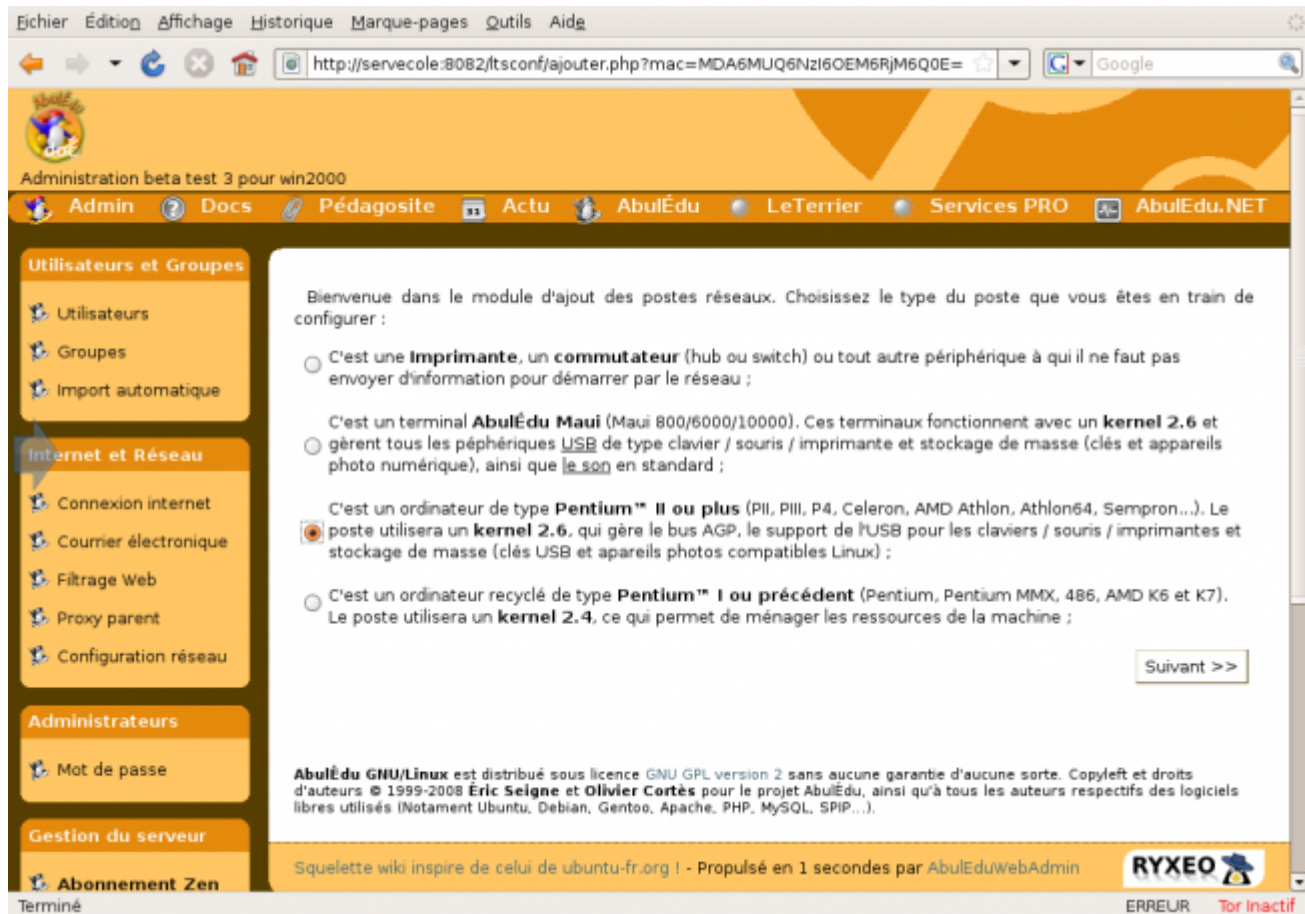 Fichier Édition Affichage Historique Marque-pages Outils Aide
http://servecole:8082/ltsconf/ajouter.php?mac=MDA6MUQ6NzI6OEM6RjM6Q0E=
Google
AbulÉdu
doc
Administration beta test 3 pour win2000
Admin Docs Pédagosite Actu AbulÉdu LeTerrier Services PRO AbulEdu.NET
Utilisateurs et Groupes
Utilisateurs
Groupes
Import automatique
Internet et Réseau
Connexion internet
Courrier électronique
Filtrage Web
Proxy parent
Configuration réseau
Administrateurs
Mot de passe
Gestion du serveur
Abonnement Zen
Bienvenue dans le module d'ajout des postes réseaux. Choisissez le type du poste que vous êtes en train de
configurer :
C'est une Imprimante, un commutateur (hub ou switch) ou tout autre périphérique à qui il ne faut pas
envoyer d'information pour démarrer par le réseau ;
C'est un terminal AbulÉdu Maui (Maui 800/6000/10000). Ces terminaux fonctionnent avec un kernel 2.6 et
gèrent tous les péphériques USB de type clavier / souris / imprimante et stockage de masse (clés et appareils
photo numérique), ainsi que le son en standard ;
C'est un ordinateur de type Pentium™ II ou plus (PII, PIII, P4, Celeron, AMD Athlon, Athlon64, Sempron...). Le
poste utilisera un kernel 2.6, qui gère le bus AGP, le support de l'USB pour les claviers / souris / imprimantes et
stockage de masse (clés USB et apareils photos compatibles Linux) ;
C'est un ordinateur recyclé de type Pentium™ I ou précédent (Pentium, Pentium MMX, 486, AMD K6 et K7).
Le poste utilisera un kernel 2.4, ce qui permet de ménager les ressources de la machine ;
Suivant >>
AbulÉdu GNU/Linux est distribué sous licence GNU GPL version 2 sans aucune garantie d'aucune sorte. Copyleft et droits
d'auteurs © 1999-2008 Éric Seigne et Olivier Cortès pour le projet AbulÉdu, ainsi qu'à tous les auteurs respectifs des logiciels
libres utilisés (Notament Ubuntu, Debian, Gentoo, Apache, PHP, MySQL, SPIP...).
Squelette wiki inspire de celui de ubuntu-fr.org ! - Propulsé en 1 secondes par AbulEduWebAdmin
RYXEO
Terminé
ERREUR Tor Inactif